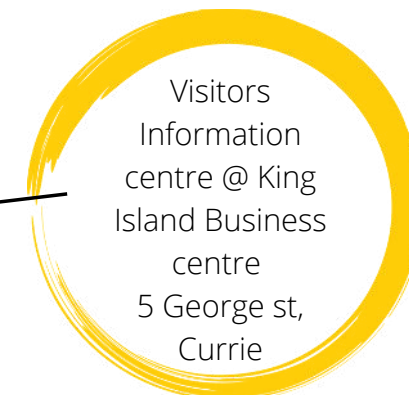 Visitors
Information
centre @ King
Island Business
centre
5 George st,
Currie